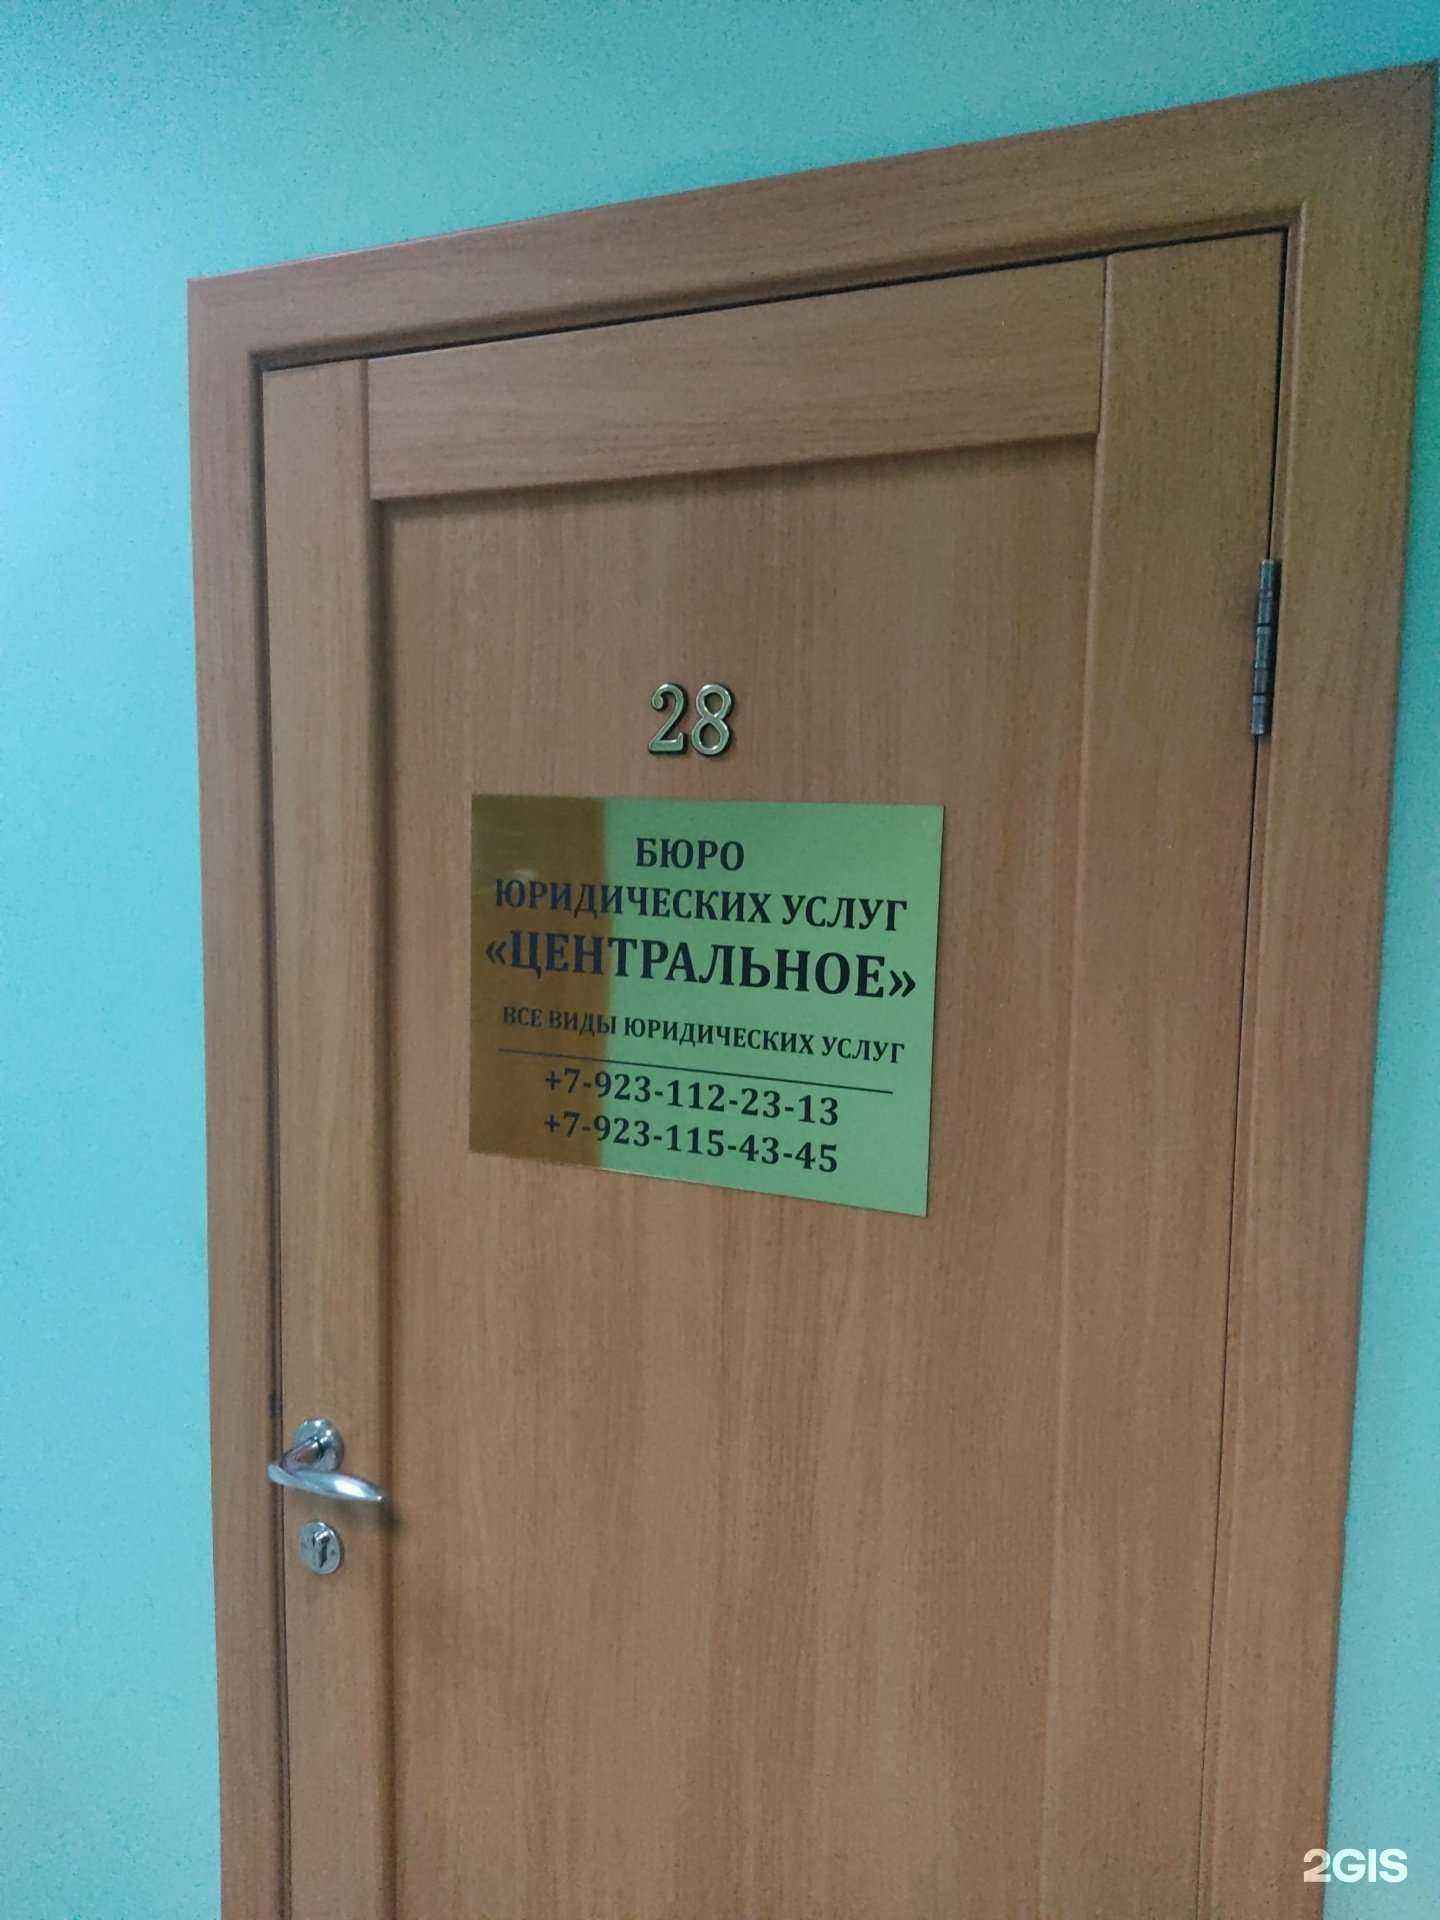 28
БЮРО
ЮРИДИЧЕСКИХ УСЛУГ
«ЦЕНТРАЛЬНОЕ»
ВСЕ ВИДЫ ЮРИДИЧЕСКИХ УСЛУГ
+7-923-112-23-13
+7-923-115-43-45
2GIS